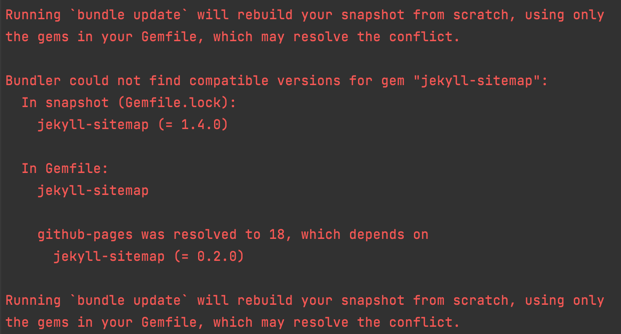 Running `bundle update` will rebuild your snapshot from scratch, using only
the gems in your Gemfile, which may resolve the conflict.
Bundler could not find compatible versions for gem "jekyll-sitemap":
In snapshot (Gemfile.lock):
jekyll-sitemap (= 1.4.0)
In Gemfile:
jekyll-sitemap
github-pages was resolved to 18, which depends on
jekyll-sitemap (= 0.2.0)
Running `bundle update` will rebuild your snapshot from scratch, using only
the gems in your Gemfile, which may resolve the conflict.